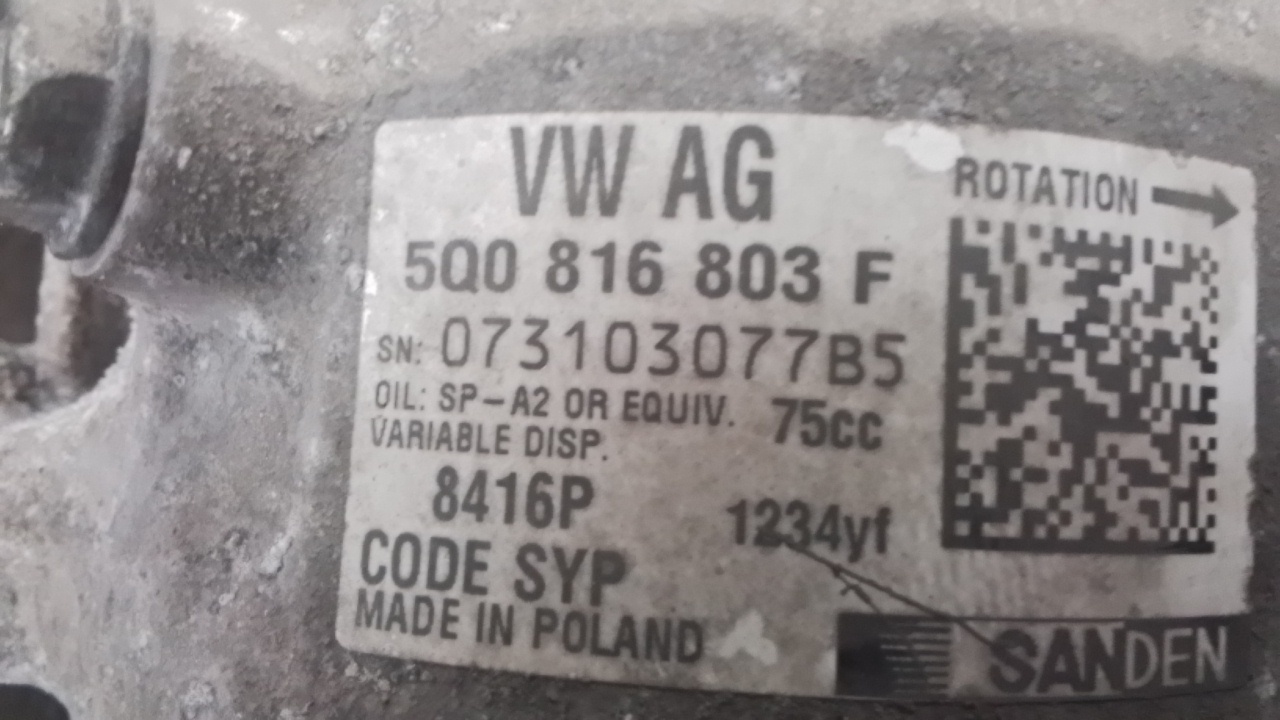 VW AG
ROTATION
5Q0 816 803 F
SN: 073103077B5
OIL: SP-A2 OR EQUIV. 75cc
VARIABLE DISP.
8416P 1234yf
CODE SYP
MADE IN POLAND
SANDEN